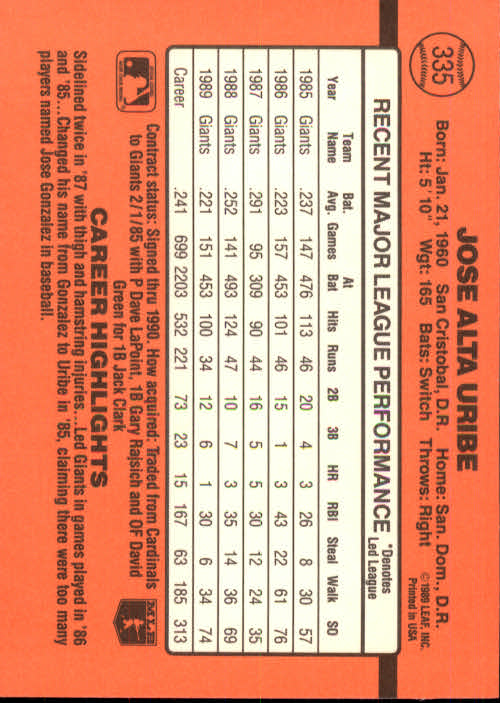 335
JOSE ALTA URIBE
Born: Jan. 21, 1960 San Cristobal, D.R. Home: San. Dom., D.R.
Ht: 5' 10" Wgt: 165 Bats: Switch Throws: Right
© 1989 LEAF, INC.
Printed in USA
RECENT MAJOR LEAGUE PERFORMANCE *Denotes Led League
Year Team Name Bat. Avg. Games At Bat Hits Runs 2B 3B HR RBI Steal Walk SO
1985 Giants .237 147 476 113 46 20 4 3 26 8 30 57
1986 Giants .223 157 453 101 46 15 1 3 43 22 61 76
1987 Giants .291 95 309 90 44 16 5 5 30 12 24 35
1988 Giants .252 141 493 124 47 10 7 3 35 14 36 69
1989 Giants .221 151 453 100 34 12 6 1 30 6 34 74
Career .241 699 2203 532 221 73 23 15 167 63 185 313
Contract status: Signed thru 1990. How acquired: Traded from Cardinals
to Giants 2/1/85 with P Dave LaPoint, 1B Gary Rajsich and OF David
Green for 1B Jack Clark
MLB
CAREER HIGHLIGHTS
Sidelined twice in '87 with thigh and hamstring injuries...Led Giants in games played in '86
and '85...Changed his name from Gonzalez to Uribe in '85, claiming there were too many
players named Jose Gonzalez in baseball.